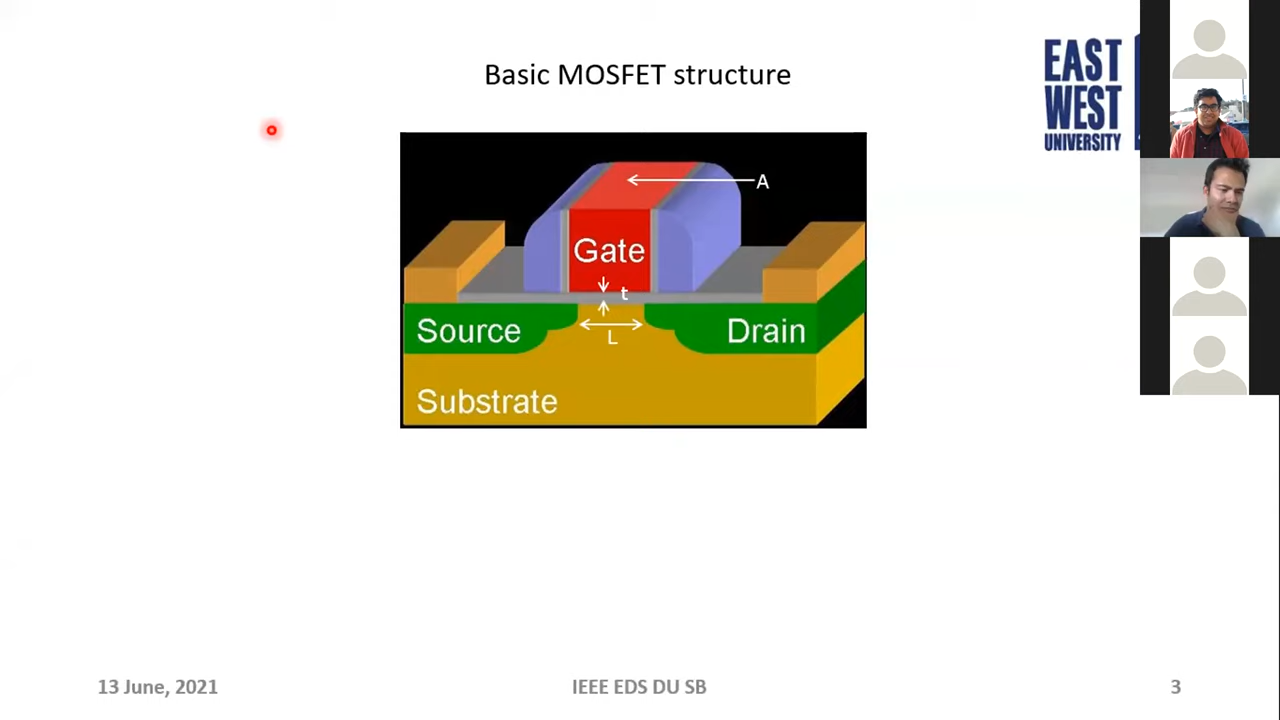 Basic MOSFET structure
EAST
WEST
UNIVERSITY
A
Gate
t
Source
L
Drain
Substrate
13 June, 2021
IEEE EDS DU SB
3